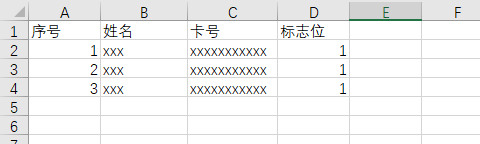 A B C D E F
1 序号 姓名 卡号 标志位
2 1 xxx xxxxxxxxxxx 1
3 2 xxx xxxxxxxxxxx 1
4 3 xxx xxxxxxxxxxx 1
5
6
7